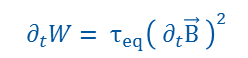 ∂ₜW = τ_eq ( ∂ₜB⃗ )²